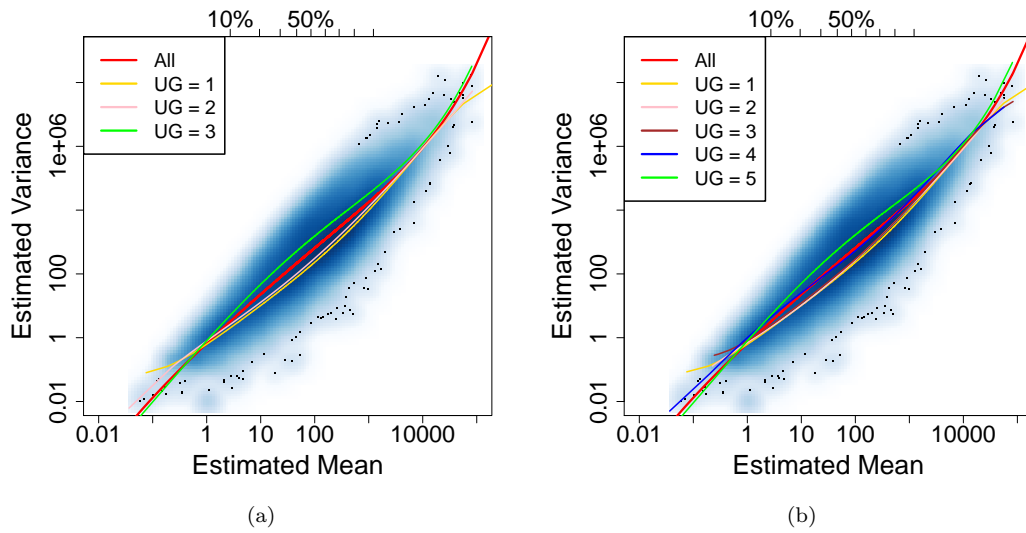 10% 50%
All
UG = 1
UG = 2
UG = 3
Estimated Variance
1e+06
100
1
0.01
0.01 1 10 100 10000
Estimated Mean
(a)
10% 50%
All
UG = 1
UG = 2
UG = 3
UG = 4
UG = 5
Estimated Variance
1e+06
100
1
0.01
0.01 1 10 100 10000
Estimated Mean
(b)